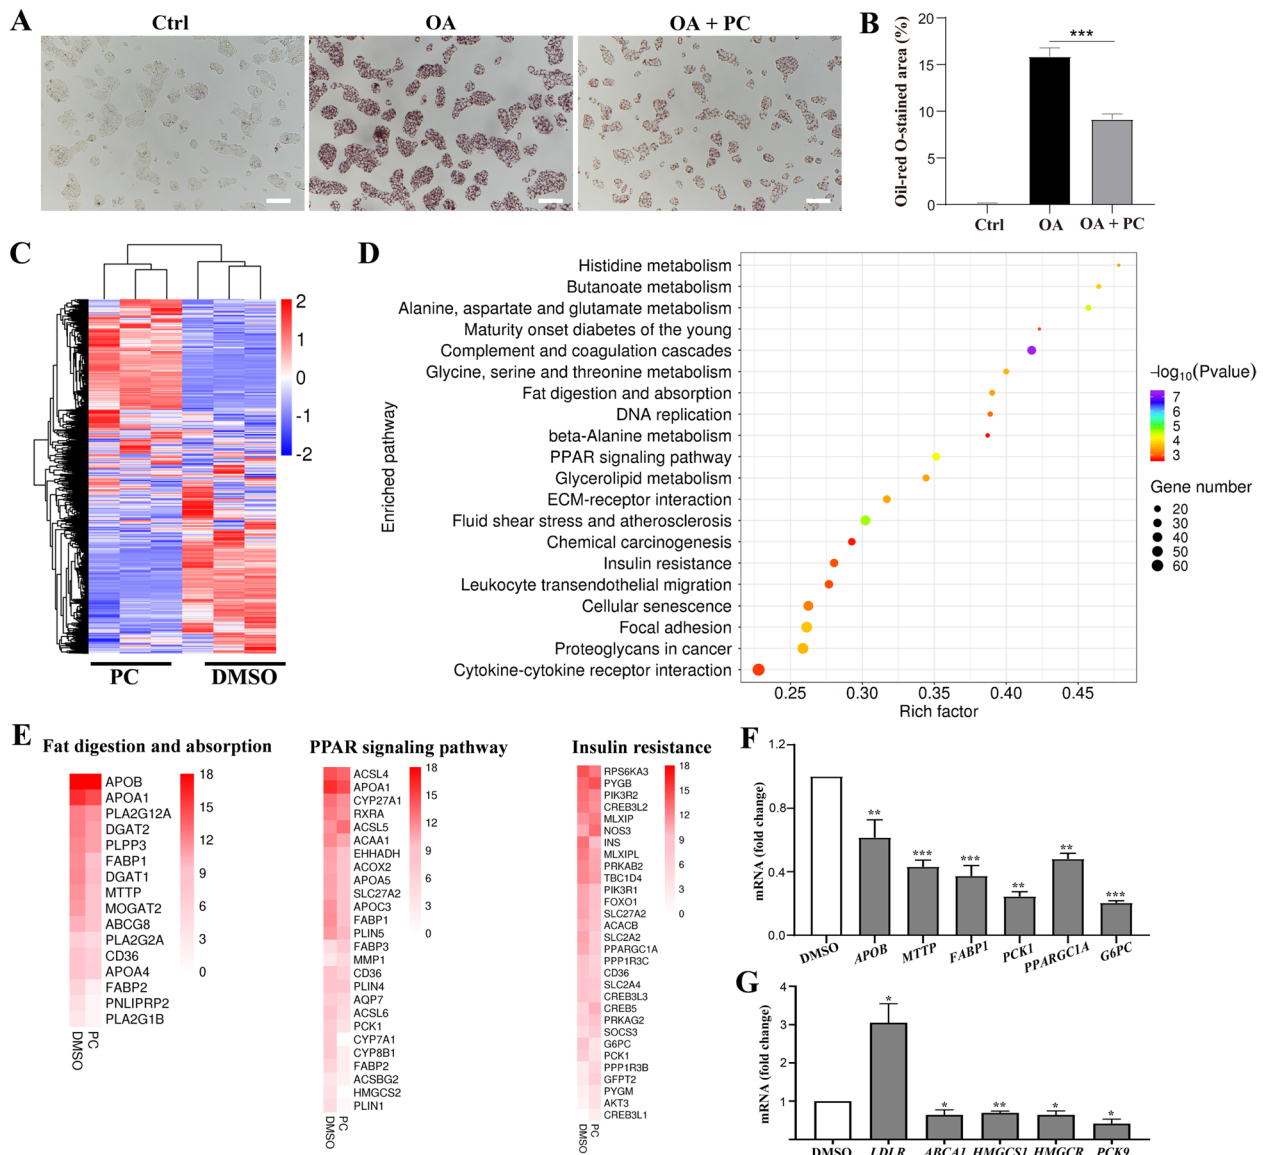 A
Ctrl
OA
OA + PC
B
Oil-red O-stained area (%)
20
15
10
5
0
***
Ctrl
OA
OA + PC
C
2
1
0
-1
-2
PC
DMSO
D
Enriched pathway
Histidine metabolism
Butanoate metabolism
Alanine, aspartate and glutamate metabolism
Maturity onset diabetes of the young
Complement and coagulation cascades
Glycine, serine and threonine metabolism
Fat digestion and absorption
DNA replication
beta-Alanine metabolism
PPAR signaling pathway
Glycerolipid metabolism
ECM-receptor interaction
Fluid shear stress and atherosclerosis
Chemical carcinogenesis
Insulin resistance
Leukocyte transendothelial migration
Cellular senescence
Focal adhesion
Proteoglycans in cancer
Cytokine-cytokine receptor interaction
0.25
0.30
0.35
0.40
0.45
Rich factor
−log10(Pvalue)
7
6
5
4
3
Gene number
20
30
40
50
60
E
Fat digestion and absorption
APOB
APOA1
PLA2G12A
DGAT2
PLPP3
FABP1
DGAT1
MTTP
MOGAT2
ABCG8
PLA2G2A
CD36
APOA4
FABP2
PNLIPRP2
PLA2G1B
DMSO
PC
18
15
12
9
6
3
0
PPAR signaling pathway
ACSL4
APOA1
CYP27A1
RXRA
ACSL5
ACAA1
EHHADH
ACOX2
APOA5
SLC27A2
APOC3
FABP1
PLIN5
FABP3
MMP1
CD36
PLIN4
AQP7
ACSL6
PCK1
CYP7A1
CYP8B1
FABP2
ACSBG2
HMGCS2
PLIN1
DMSO
PC
18
15
12
9
6
3
0
Insulin resistance
RPS6KA3
PYGB
PIK3R2
CREB3L2
MLXIP
NOS3
INS
MLXIPL
PRKAB2
TBC1D4
PIK3R1
FOXO1
SLC27A2
ACACB
SLC2A2
PPARGC1A
PPP1R3C
CD36
SLC2A4
CREB3L3
CREB5
PRKAG2
SOCS3
G6PC
PCK1
PPP1R3B
GFPT2
PYGM
AKT3
CREB3L1
DMSO
PC
18
15
12
9
6
3
0
F
mRNA (fold change)
1.2
0.8
0.4
0.0
**
***
***
**
**
***
DMSO
APOB
MTTP
FABP1
PCK1
PPARGC1A
G6PC
G
mRNA (fold change)
4
3
2
1
*
*
**
*
*
DMSO
LDLR
ABCA1
HMGCS1
HMGCR
PCK9